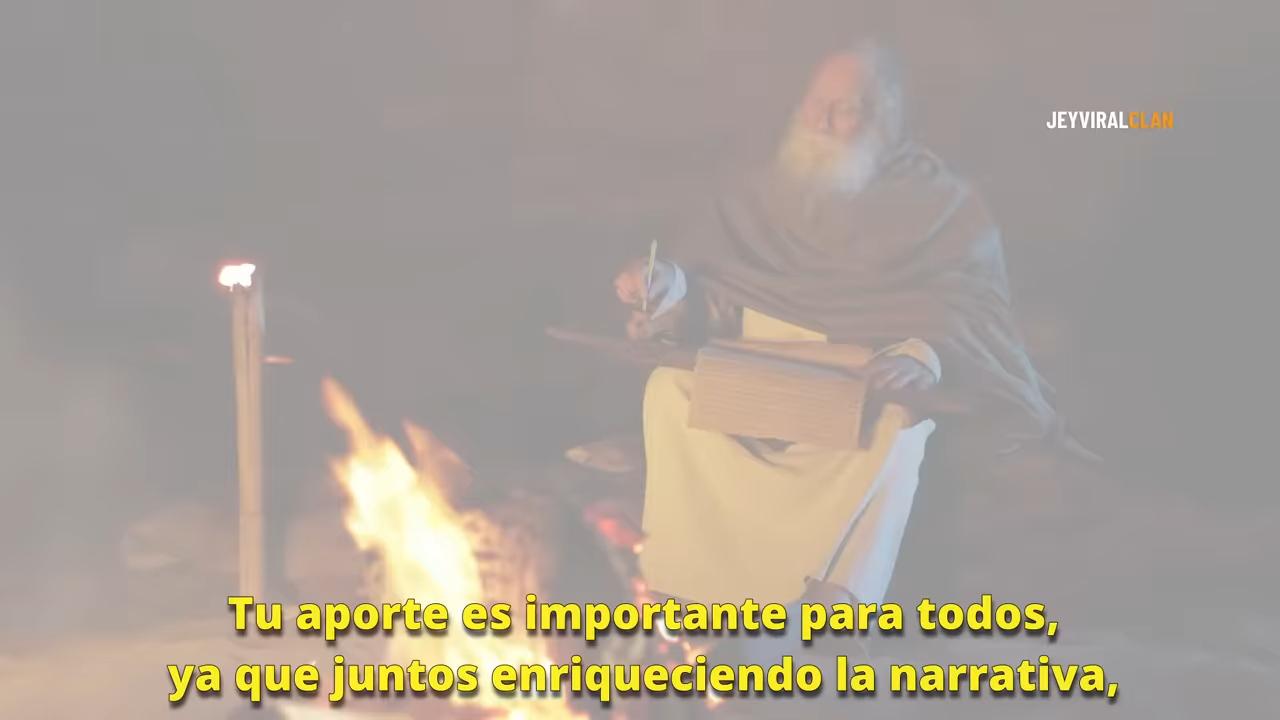 JEYVIRALCLAN
Tu aporte es importante para todos,
ya que juntos enriqueciendo la narrativa,